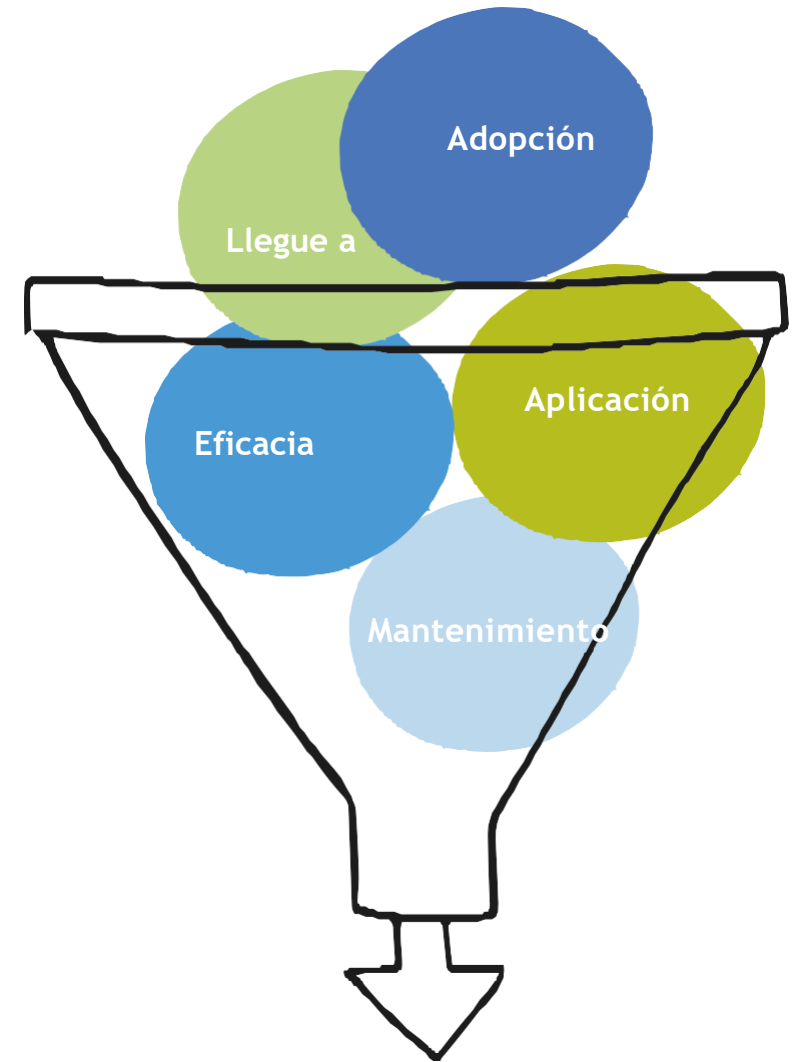 Adopción
Llegue a
Aplicación
Eficacia
Mantenimiento